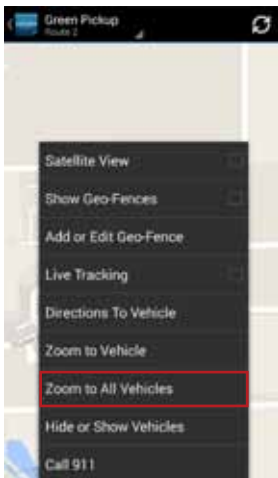 Green Pickup
Route 2
Satellite View
Show Geo-Fences
Add or Edit Geo-Fence
Live Tracking
Directions To Vehicle
Zoom to Vehicle
Zoom to All Vehicles
Hide or Show Vehicles
Call 911